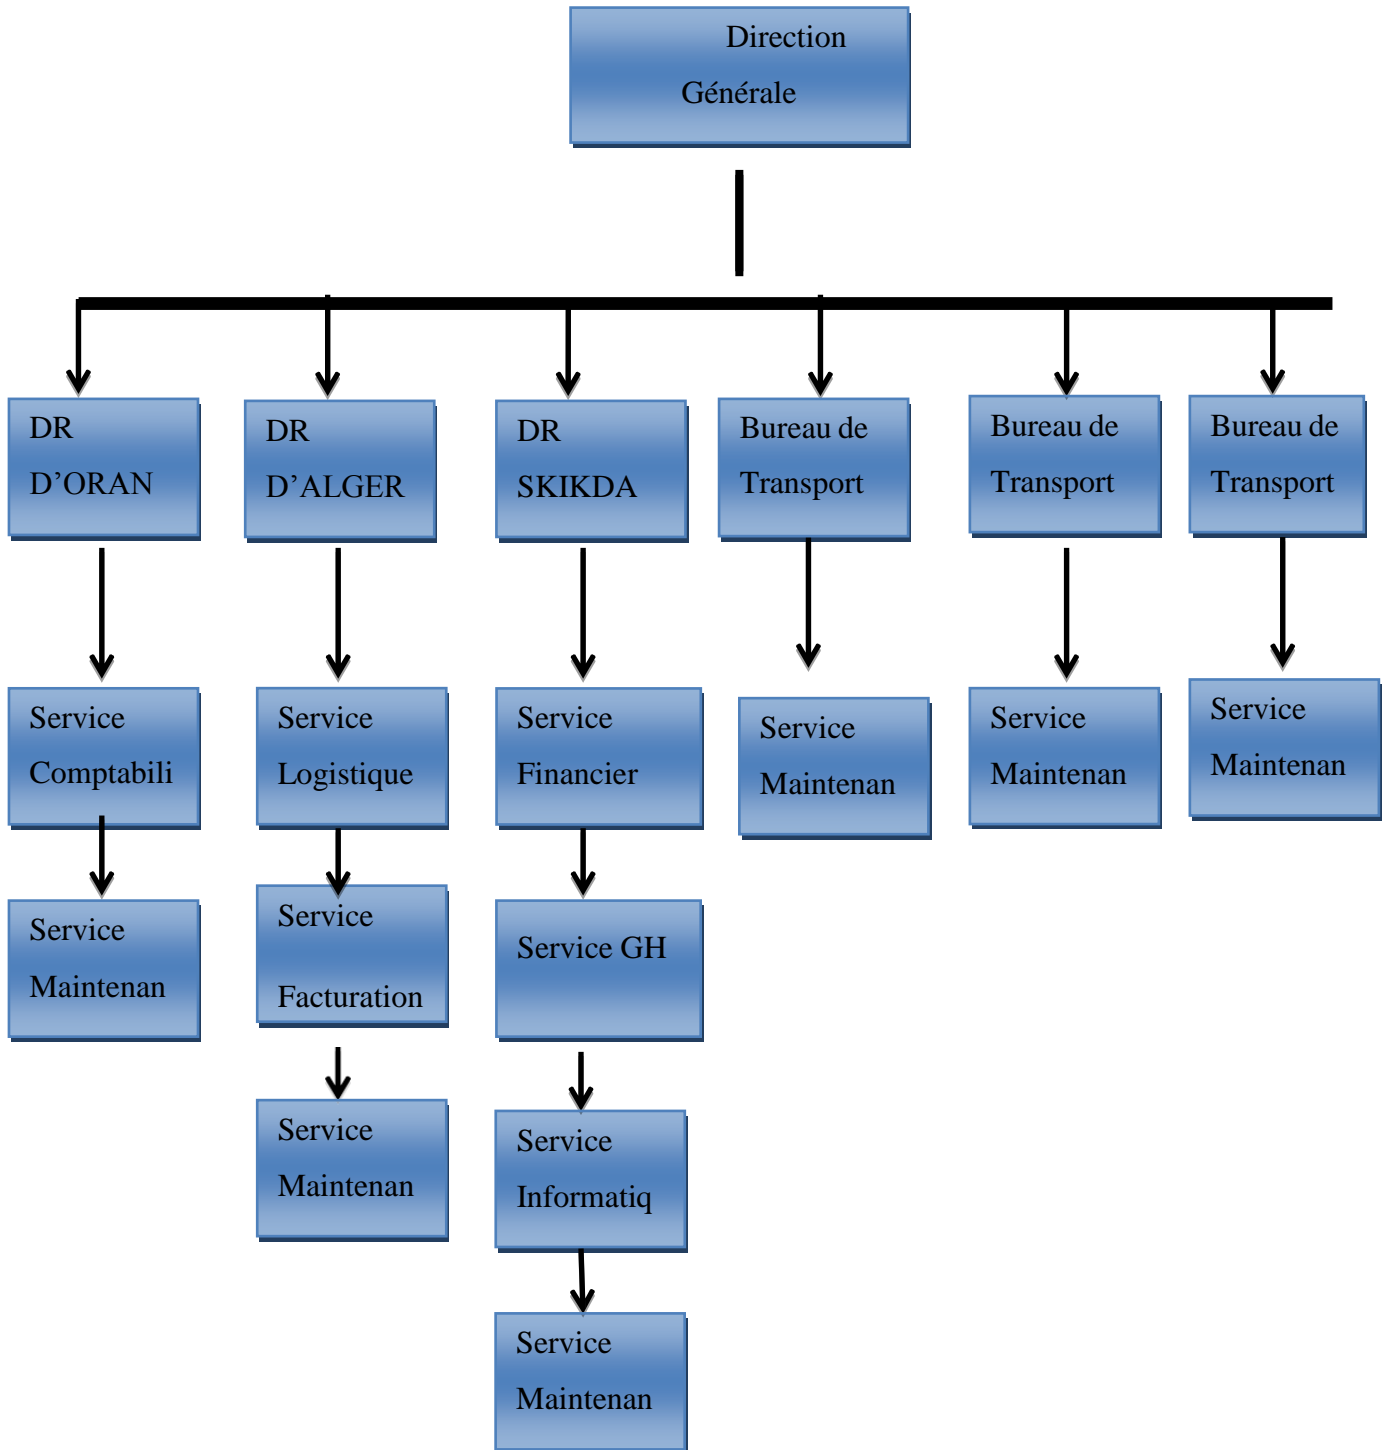 Direction
Générale
DR
D’ORAN
DR
D’ALGER
DR
SKIKDA
Bureau de
Transport
Bureau de
Transport
Bureau de
Transport
Service
Comptabili
Service
Logistique
Service
Financier
Service
Maintenan
Service
Maintenan
Service
Maintenan
Service
Maintenan
Service
Facturation
Service GH
Service
Maintenan
Service
Informatiq
Service
Maintenan